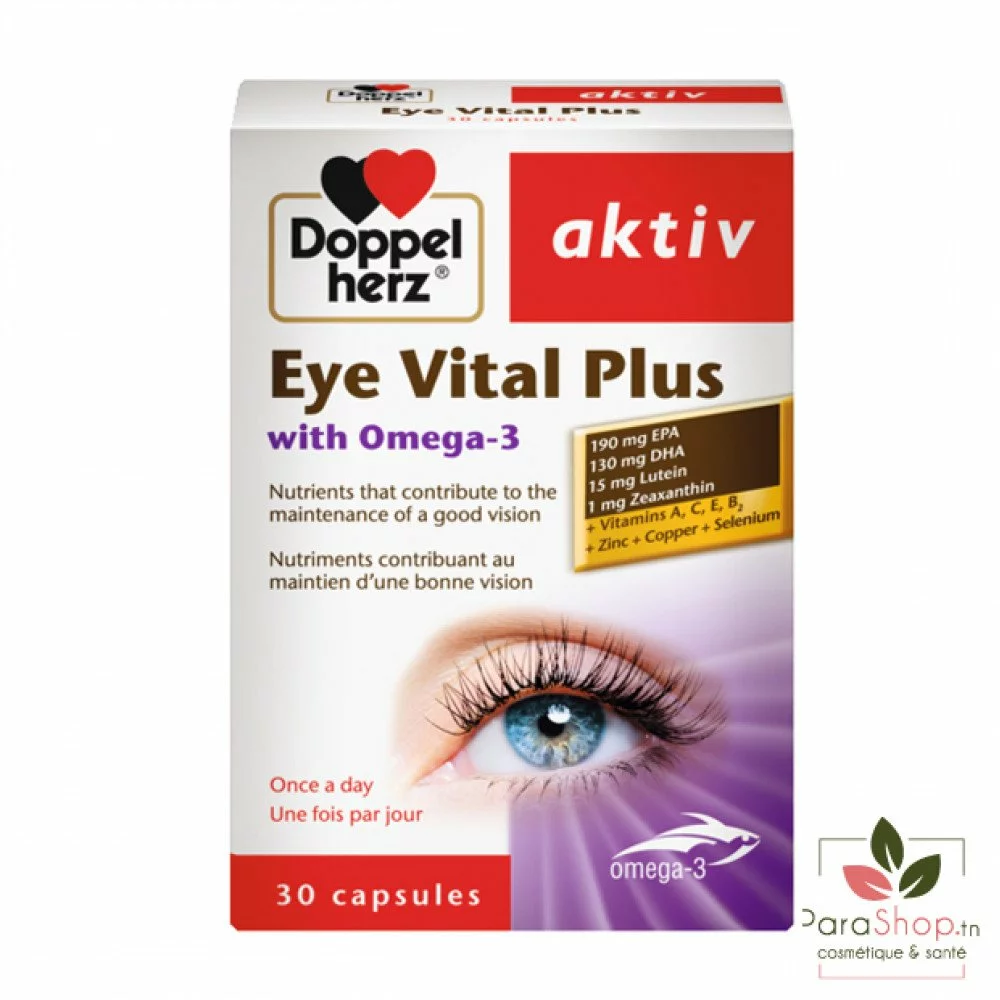 Doppel
herz
aktiv
Eye Vital Plus
30 capsules
Doppel
herz®
aktiv
Eye Vital Plus
with Omega-3
190 mg EPA
130 mg DHA
15 mg Lutein
1 mg Zeaxanthin
+ Vitamins A, C, E, B₂
+ Zinc + Copper + Selenium
Nutrients that contribute to the
maintenance of a good vision
Nutriments contribuant au
maintien d'une bonne vision
Once a day
Une fois par jour
omega-3
30 capsules
ParaShop.tn
cosmétique & santé